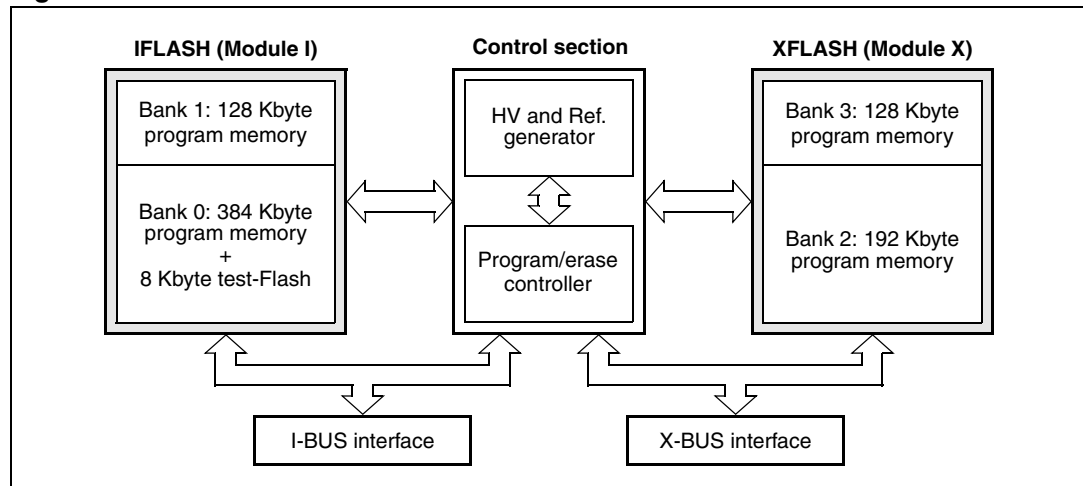 IFLASH (Module I)
Control section
XFLASH (Module X)
Bank 1: 128 Kbyte
program memory
Bank 0: 384 Kbyte
program memory
+
8 Kbyte test-Flash
HV and Ref.
generator
Program/erase
controller
Bank 3: 128 Kbyte
program memory
Bank 2: 192 Kbyte
program memory
I-BUS interface
X-BUS interface